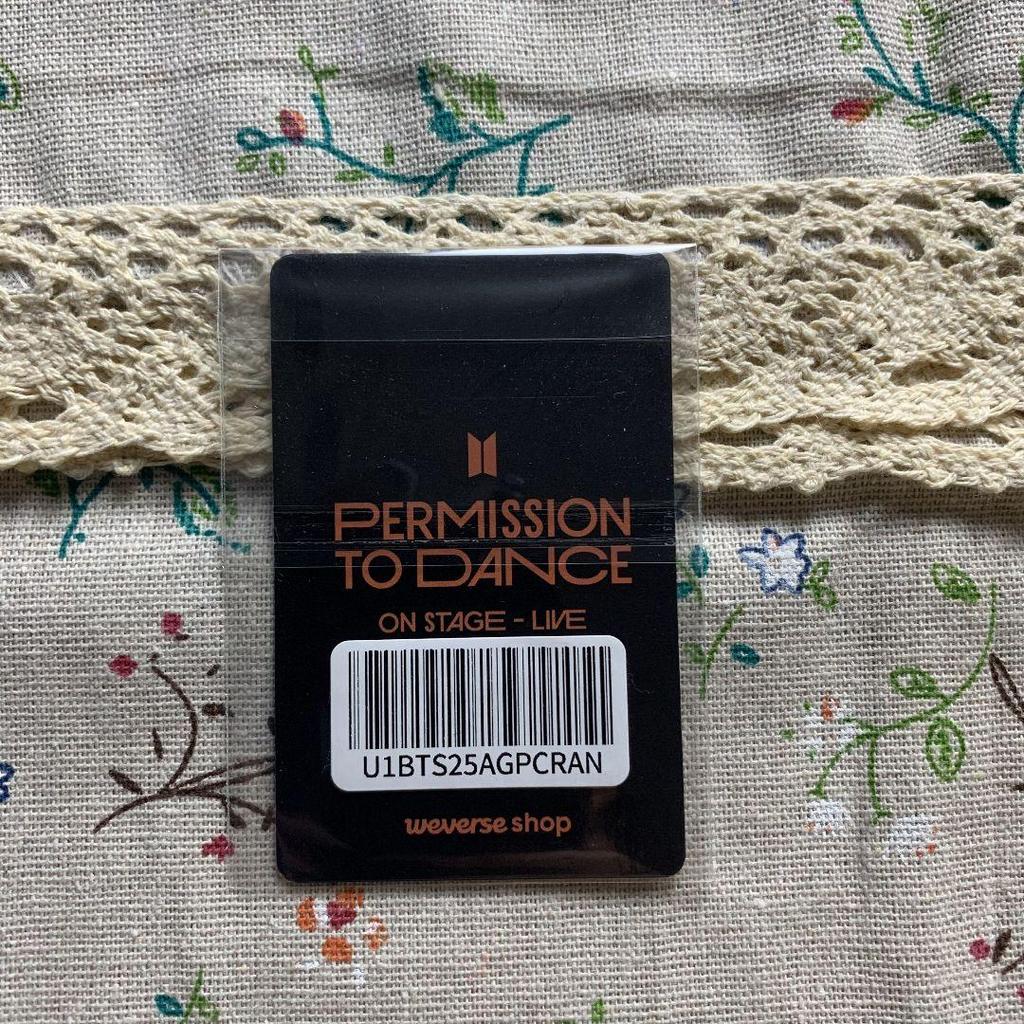 PERMISSION
TO DANCE
ON STAGE - LIVE
U1BTS25AGPCRAN
weverse shop